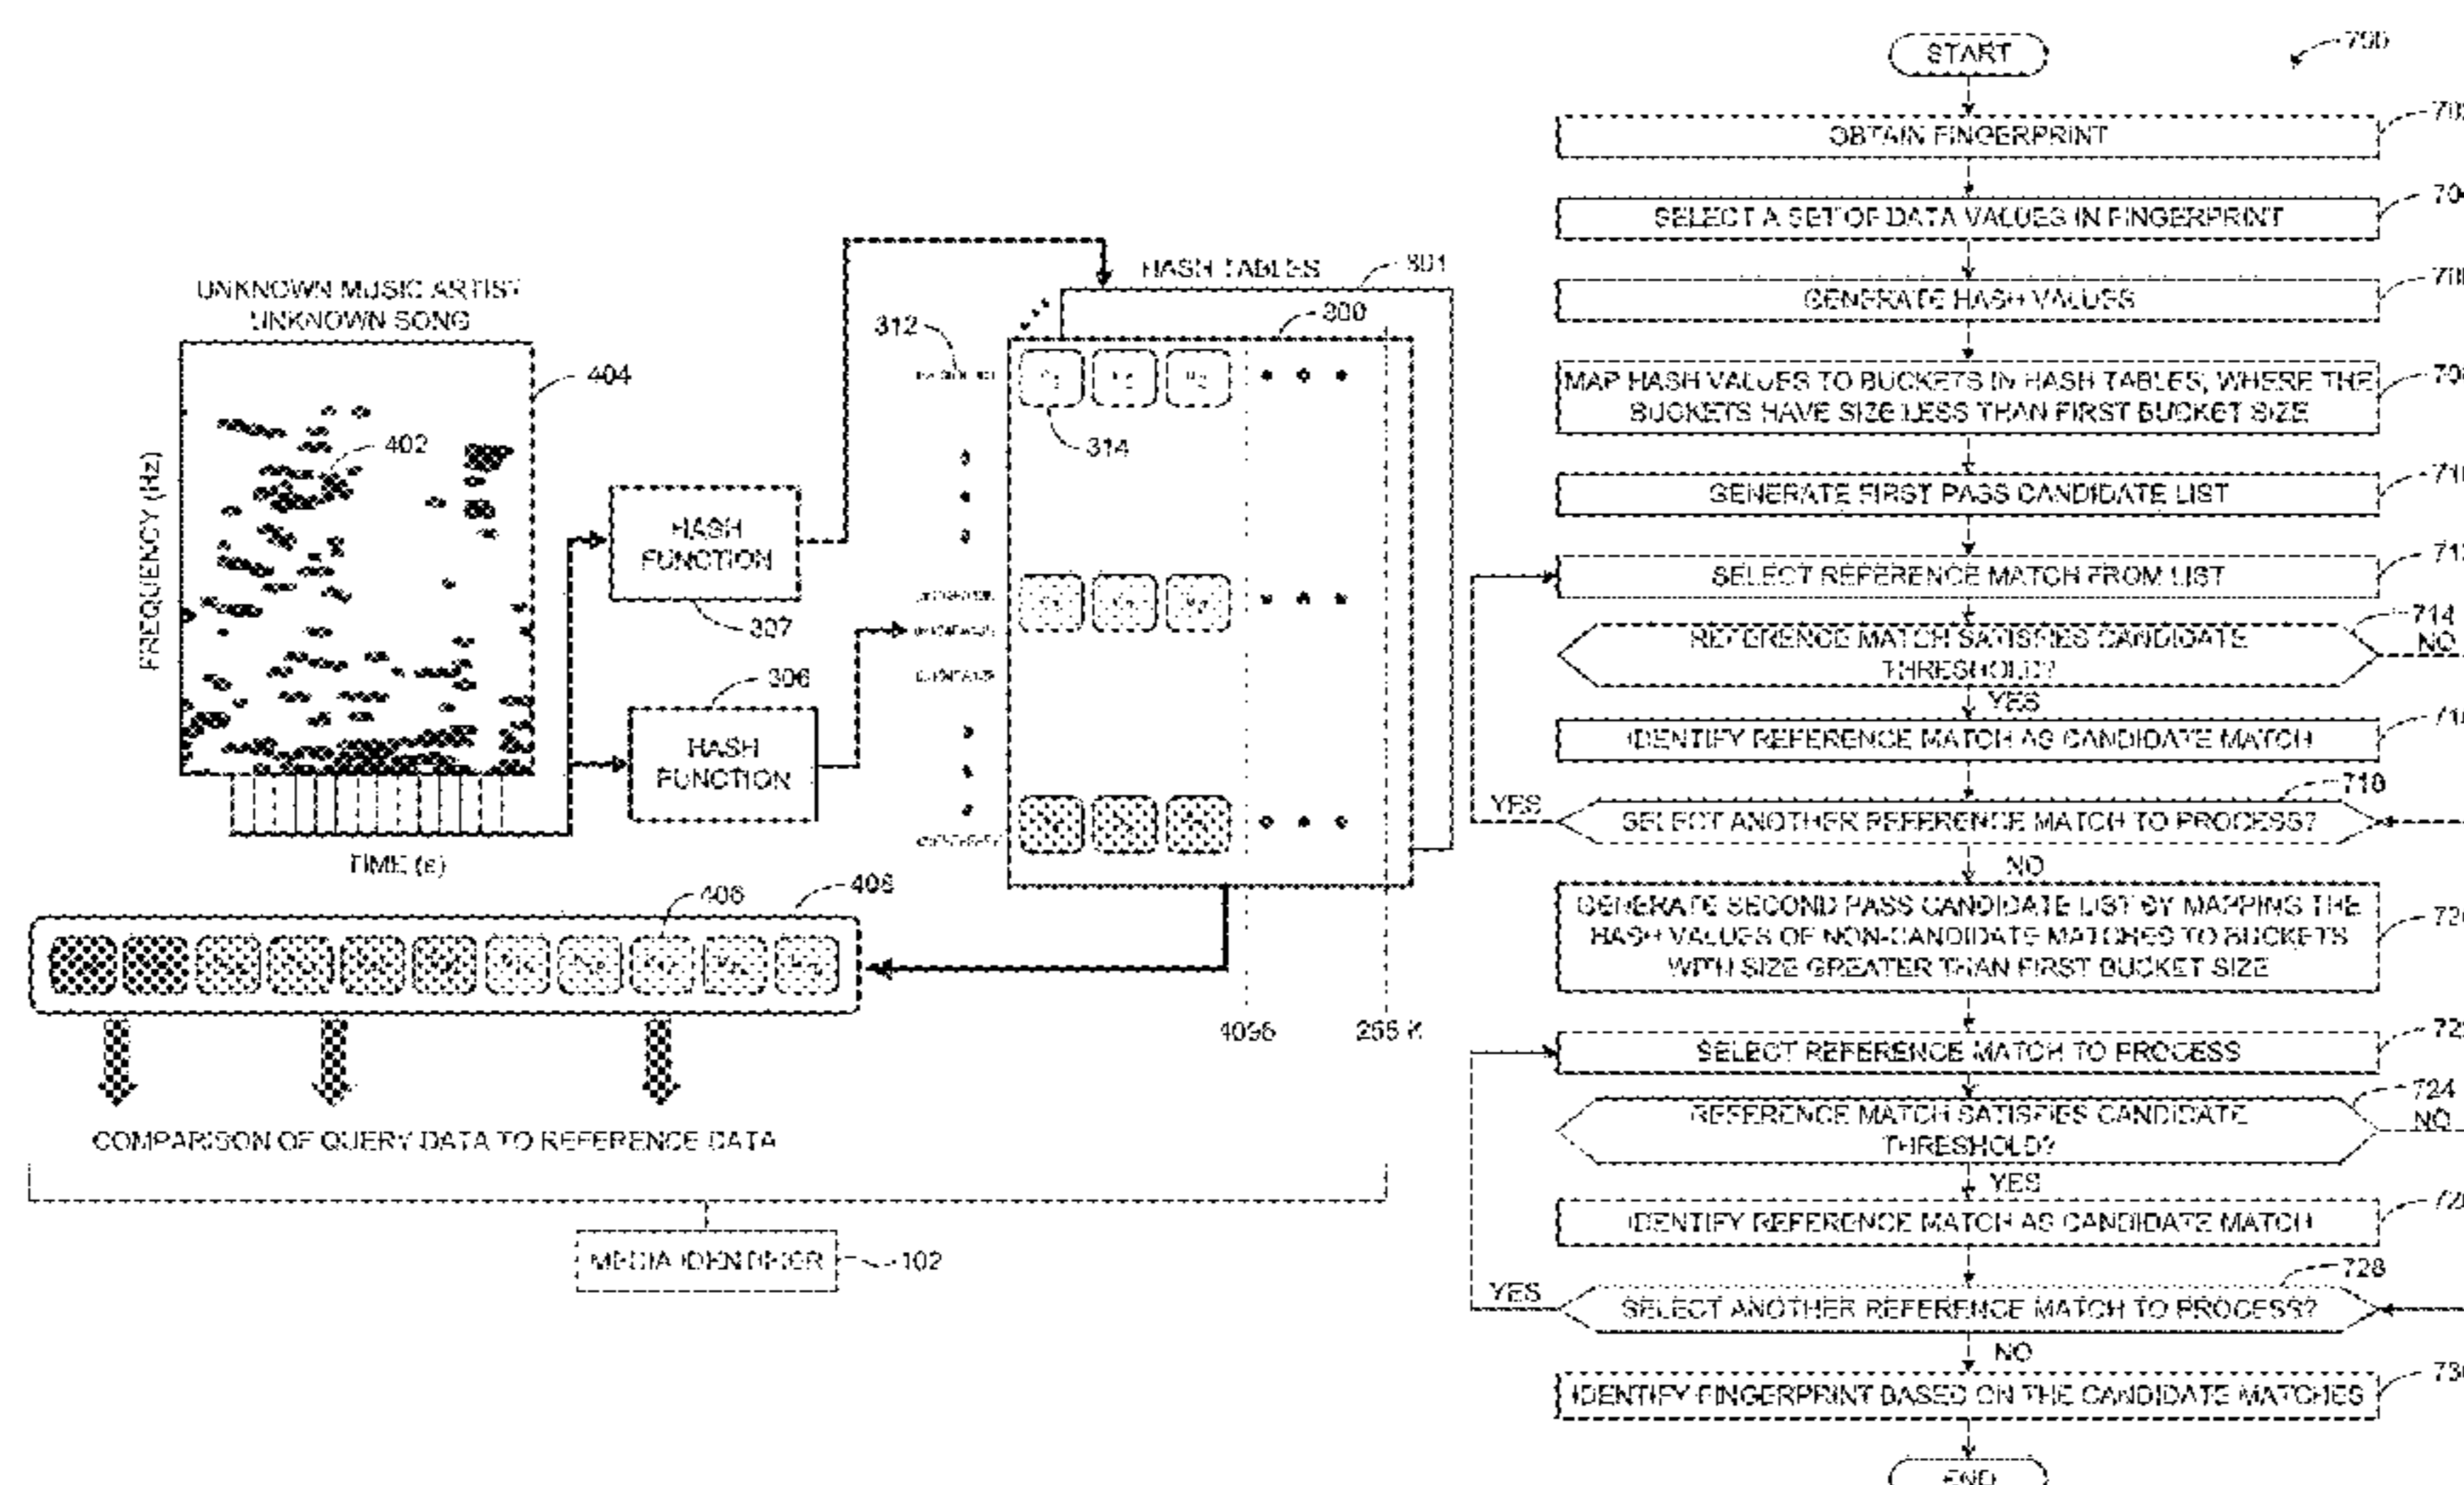 UNKNOWN MUSIC ARTIST
UNKNOWN SONG
404
402
FREQUENCY (Hz)
TIME (s)
HASH
FUNCTION
307
306
HASH
FUNCTION
HASH TABLES
301
300
312
314
4096
406
408
COMPARISON OF QUERY DATA TO REFERENCE DATA
MEDIA IDENTIFIER
102
START
700
OBTAIN FINGERPRINT
SELECT A SET OF DATA VALUES IN FINGERPRINT
GENERATE HASH VALUES
MAP HASH VALUES TO BUCKETS IN HASH TABLES, WHERE THE
BUCKETS HAVE SIZE LESS THAN FIRST BUCKET SIZE
GENERATE FIRST PASS CANDIDATE LIST
SELECT REFERENCE MATCH FROM LIST
714
REFERENCE MATCH SATISFIES CANDIDATE
THRESHOLD?
NO
YES
IDENTIFY REFERENCE MATCH AS CANDIDATE MATCH
718
YES
SELECT ANOTHER REFERENCE MATCH TO PROCESS?
NO
GENERATE SECOND PASS CANDIDATE LIST BY MAPPING THE
HASH VALUES OF NON-CANDIDATE MATCHES TO BUCKETS
WITH SIZE GREATER THAN FIRST BUCKET SIZE
SELECT REFERENCE MATCH TO PROCESS
724
REFERENCE MATCH SATISFIES CANDIDATE
THRESHOLD?
NO
YES
IDENTIFY REFERENCE MATCH AS CANDIDATE MATCH
728
YES
SELECT ANOTHER REFERENCE MATCH TO PROCESS?
NO
IDENTIFY FINGERPRINT BASED ON THE CANDIDATE MATCHES
END